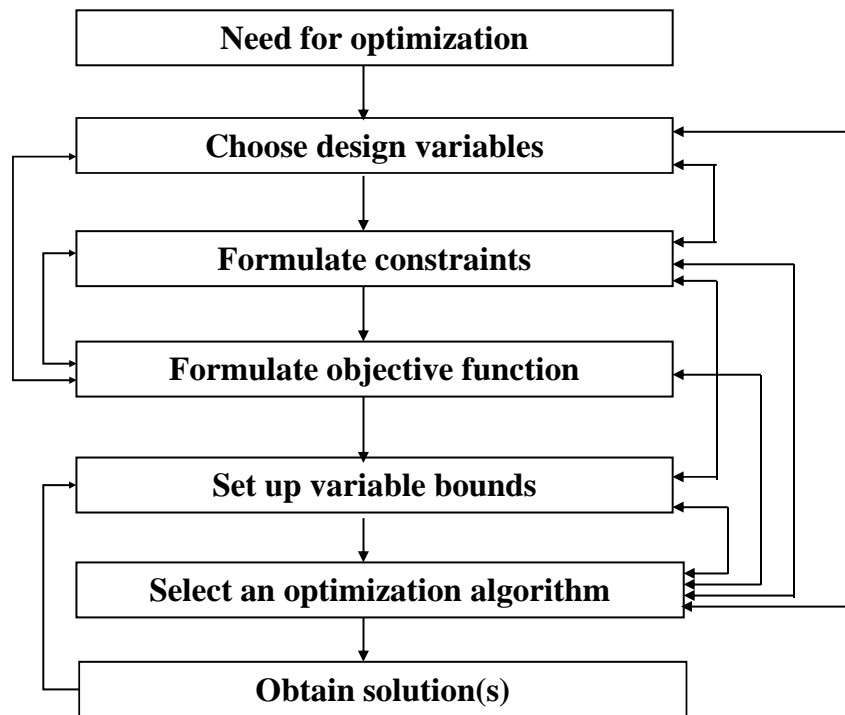 Need for optimization
Choose design variables
Formulate constraints
Formulate objective function
Set up variable bounds
Select an optimization algorithm
Obtain solution(s)